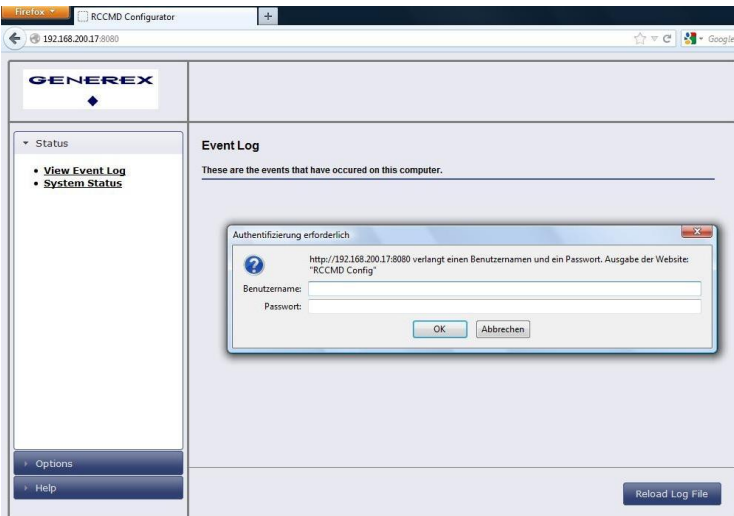 Firefox
RCCMD Configurator
+
192.168.200.17:8080
Google
GENEREX
Status
View Event Log
System Status
Event Log
These are the events that have occured on this computer.
Authentifizierung erforderlich
http://192.168.200.17:8080 verlangt einen Benutzernamen und ein Passwort. Ausgabe der Website:
"RCCMD Config"
Benutzername:
Passwort:
OK Abbrechen
Options
Help
Reload Log File